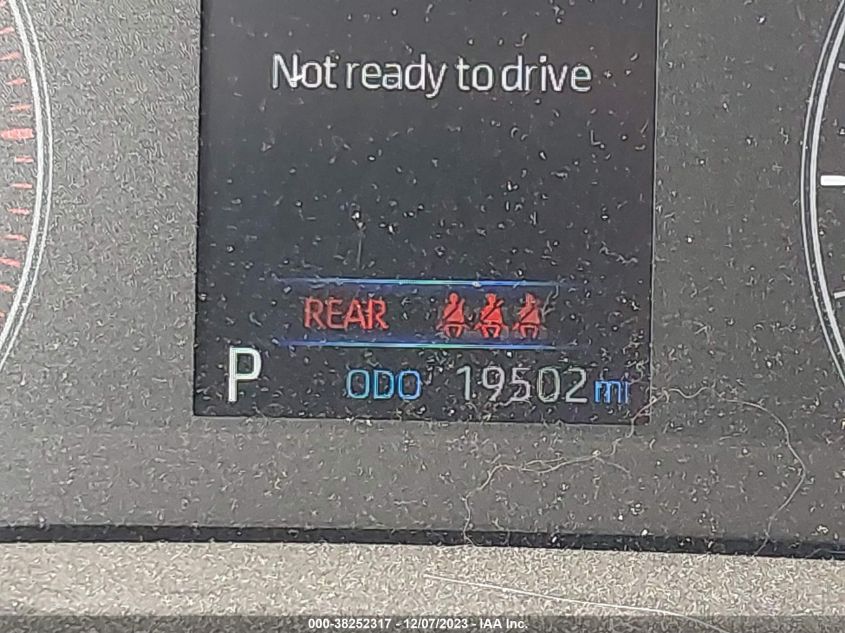 Not ready to drive
REAR
P ODO 19502 mi
000-38252317 - 12/07/2023 - IAA Inc.